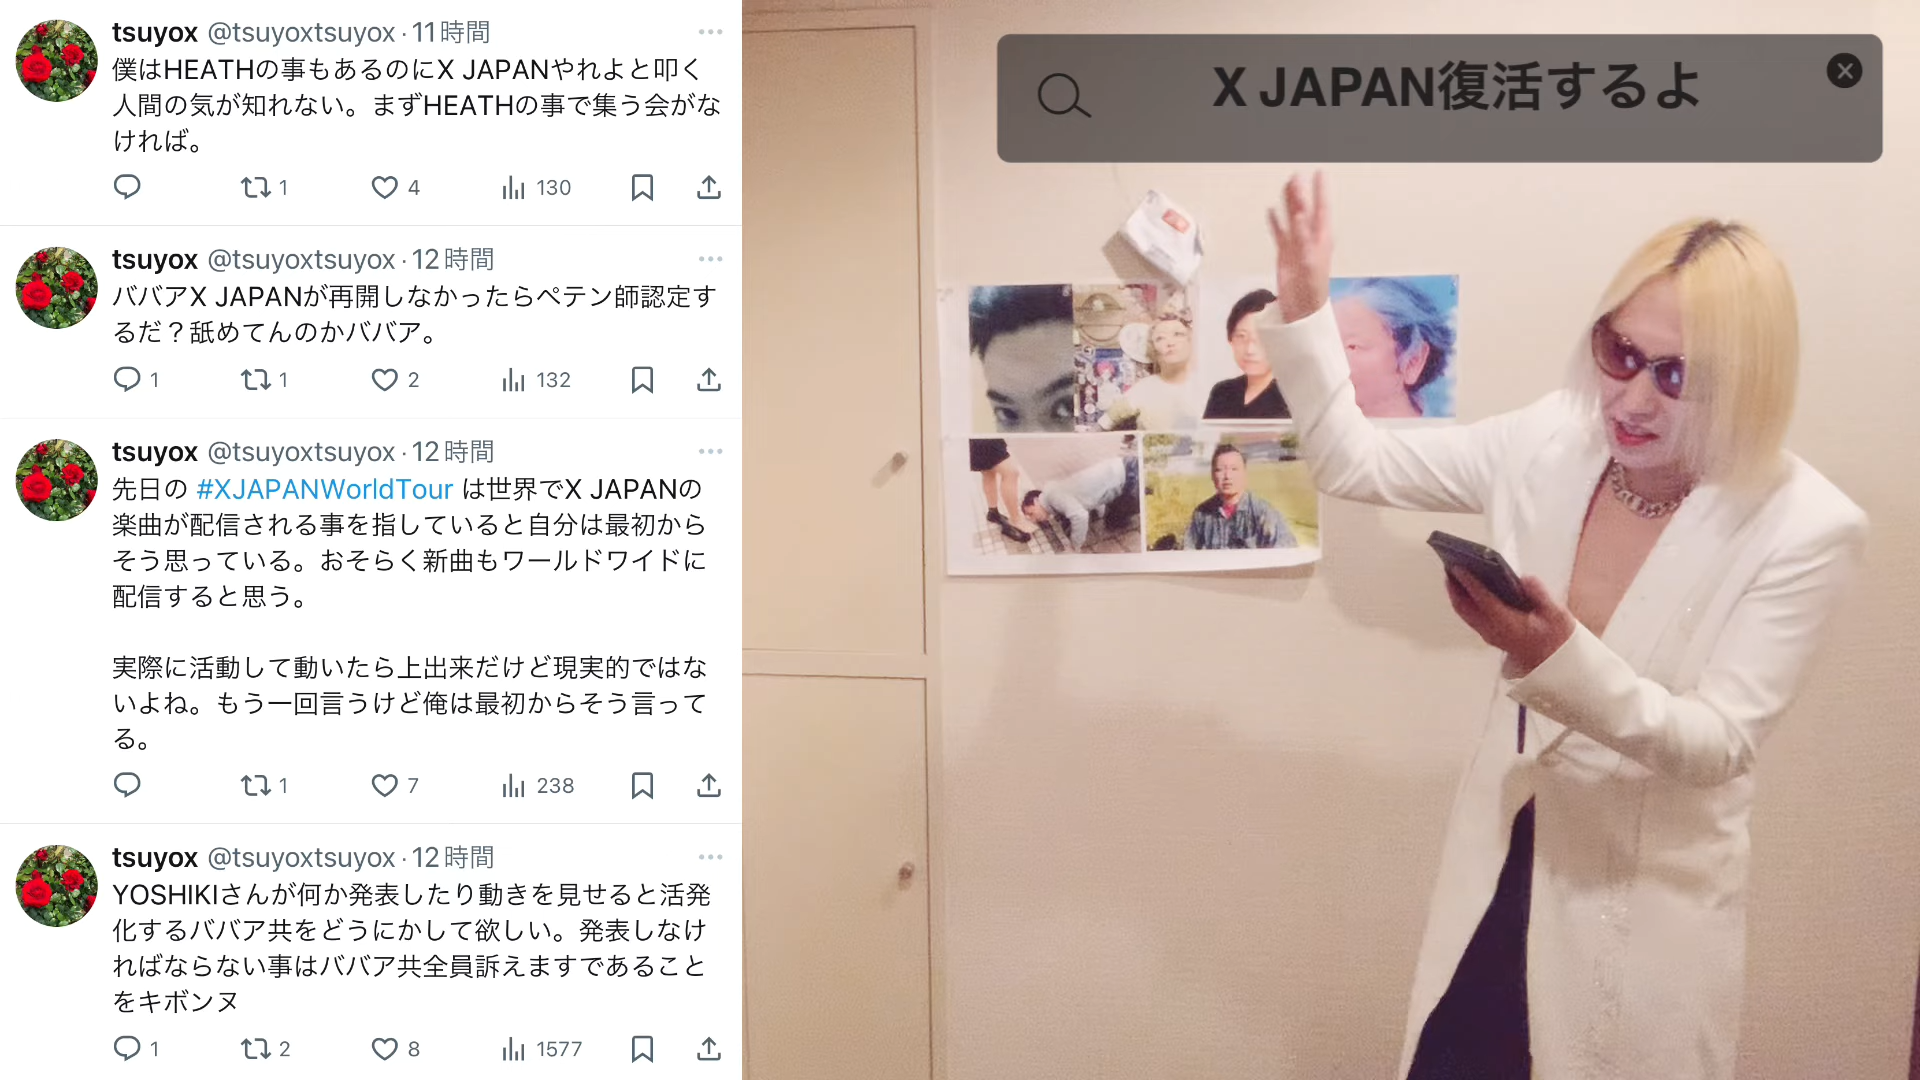 tsuyox @tsuyoxtsuyox · 11時間
僕はHEATHの事もあるのにX JAPANやれよと叩く
人間の気が知れない。まずHEATHの事で集う会がな
ければ。
1 4 130
tsuyox @tsuyoxtsuyox · 12時間
ババアX JAPANが再開しなかったらペテン師認定す
るだ？舐めてんのかババア。
1 1 2 132
tsuyox @tsuyoxtsuyox · 12時間
先日の #XJAPANWorldTour は世界でX JAPANの
楽曲が配信される事を指していると自分は最初から
そう思っている。おそらく新曲もワールドワイドに
配信すると思う。
実際に活動して動いたら上出来だけど現実的ではな
いよね。もう一回言うけど俺は最初からそう言って
る。
1 7 238
tsuyox @tsuyoxtsuyox · 12時間
YOSHIKIさんが何か発表したり動きを見せると活発
化するババア共をどうにかして欲しい。発表しなけ
ればならない事はババア共全員訴えますであること
をキボンヌ
1 2 8 1577
X JAPAN復活するよ